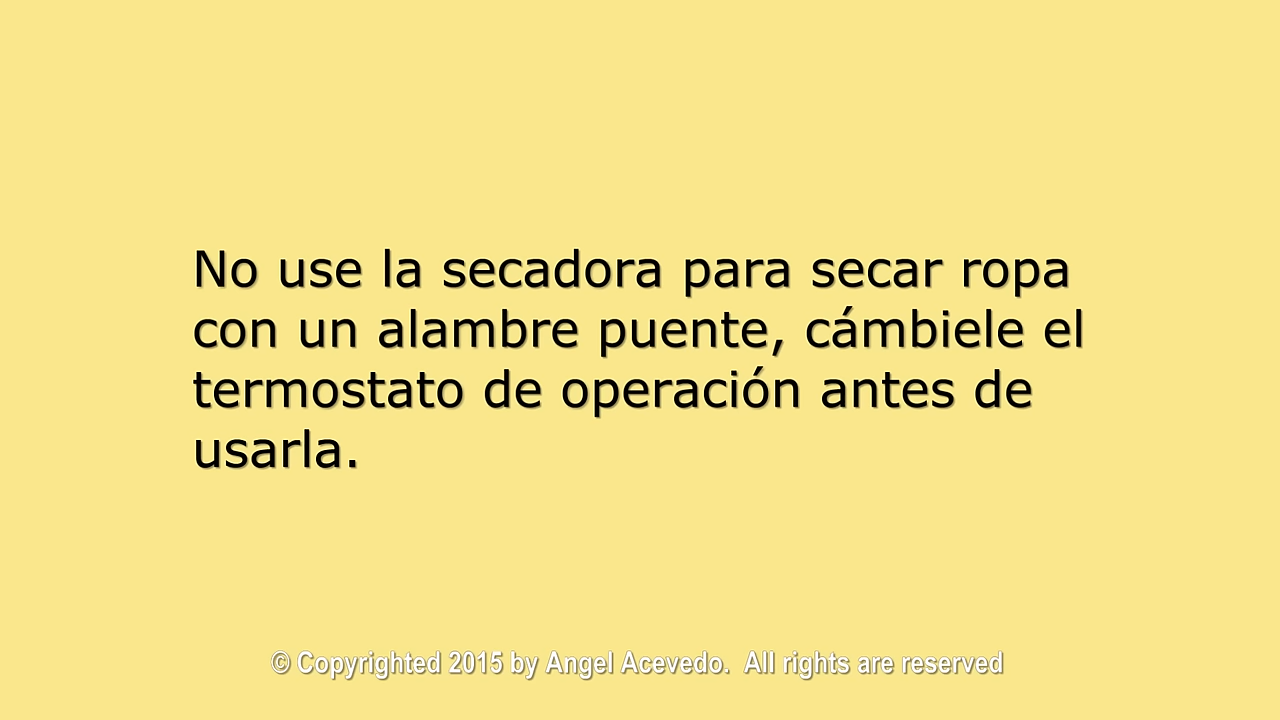 No use la secadora para secar ropa
con un alambre puente, cámbiele el
termostato de operación antes de
usarla.
© Copyrighted 2015 by Angel Acevedo.  All rights are reserved